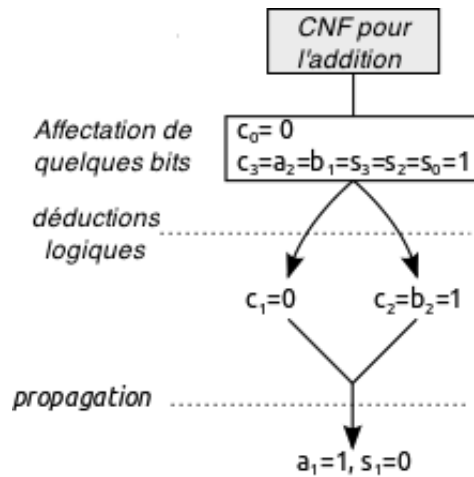 CNF pour
l'addition
Affectation de
quelques bits
c₀= 0
c₃=a₂=b₁=s₃=s₂=s₀=1
déductions
logiques
c₁=0
c₂=b₂=1
propagation
a₁=1, s₁=0